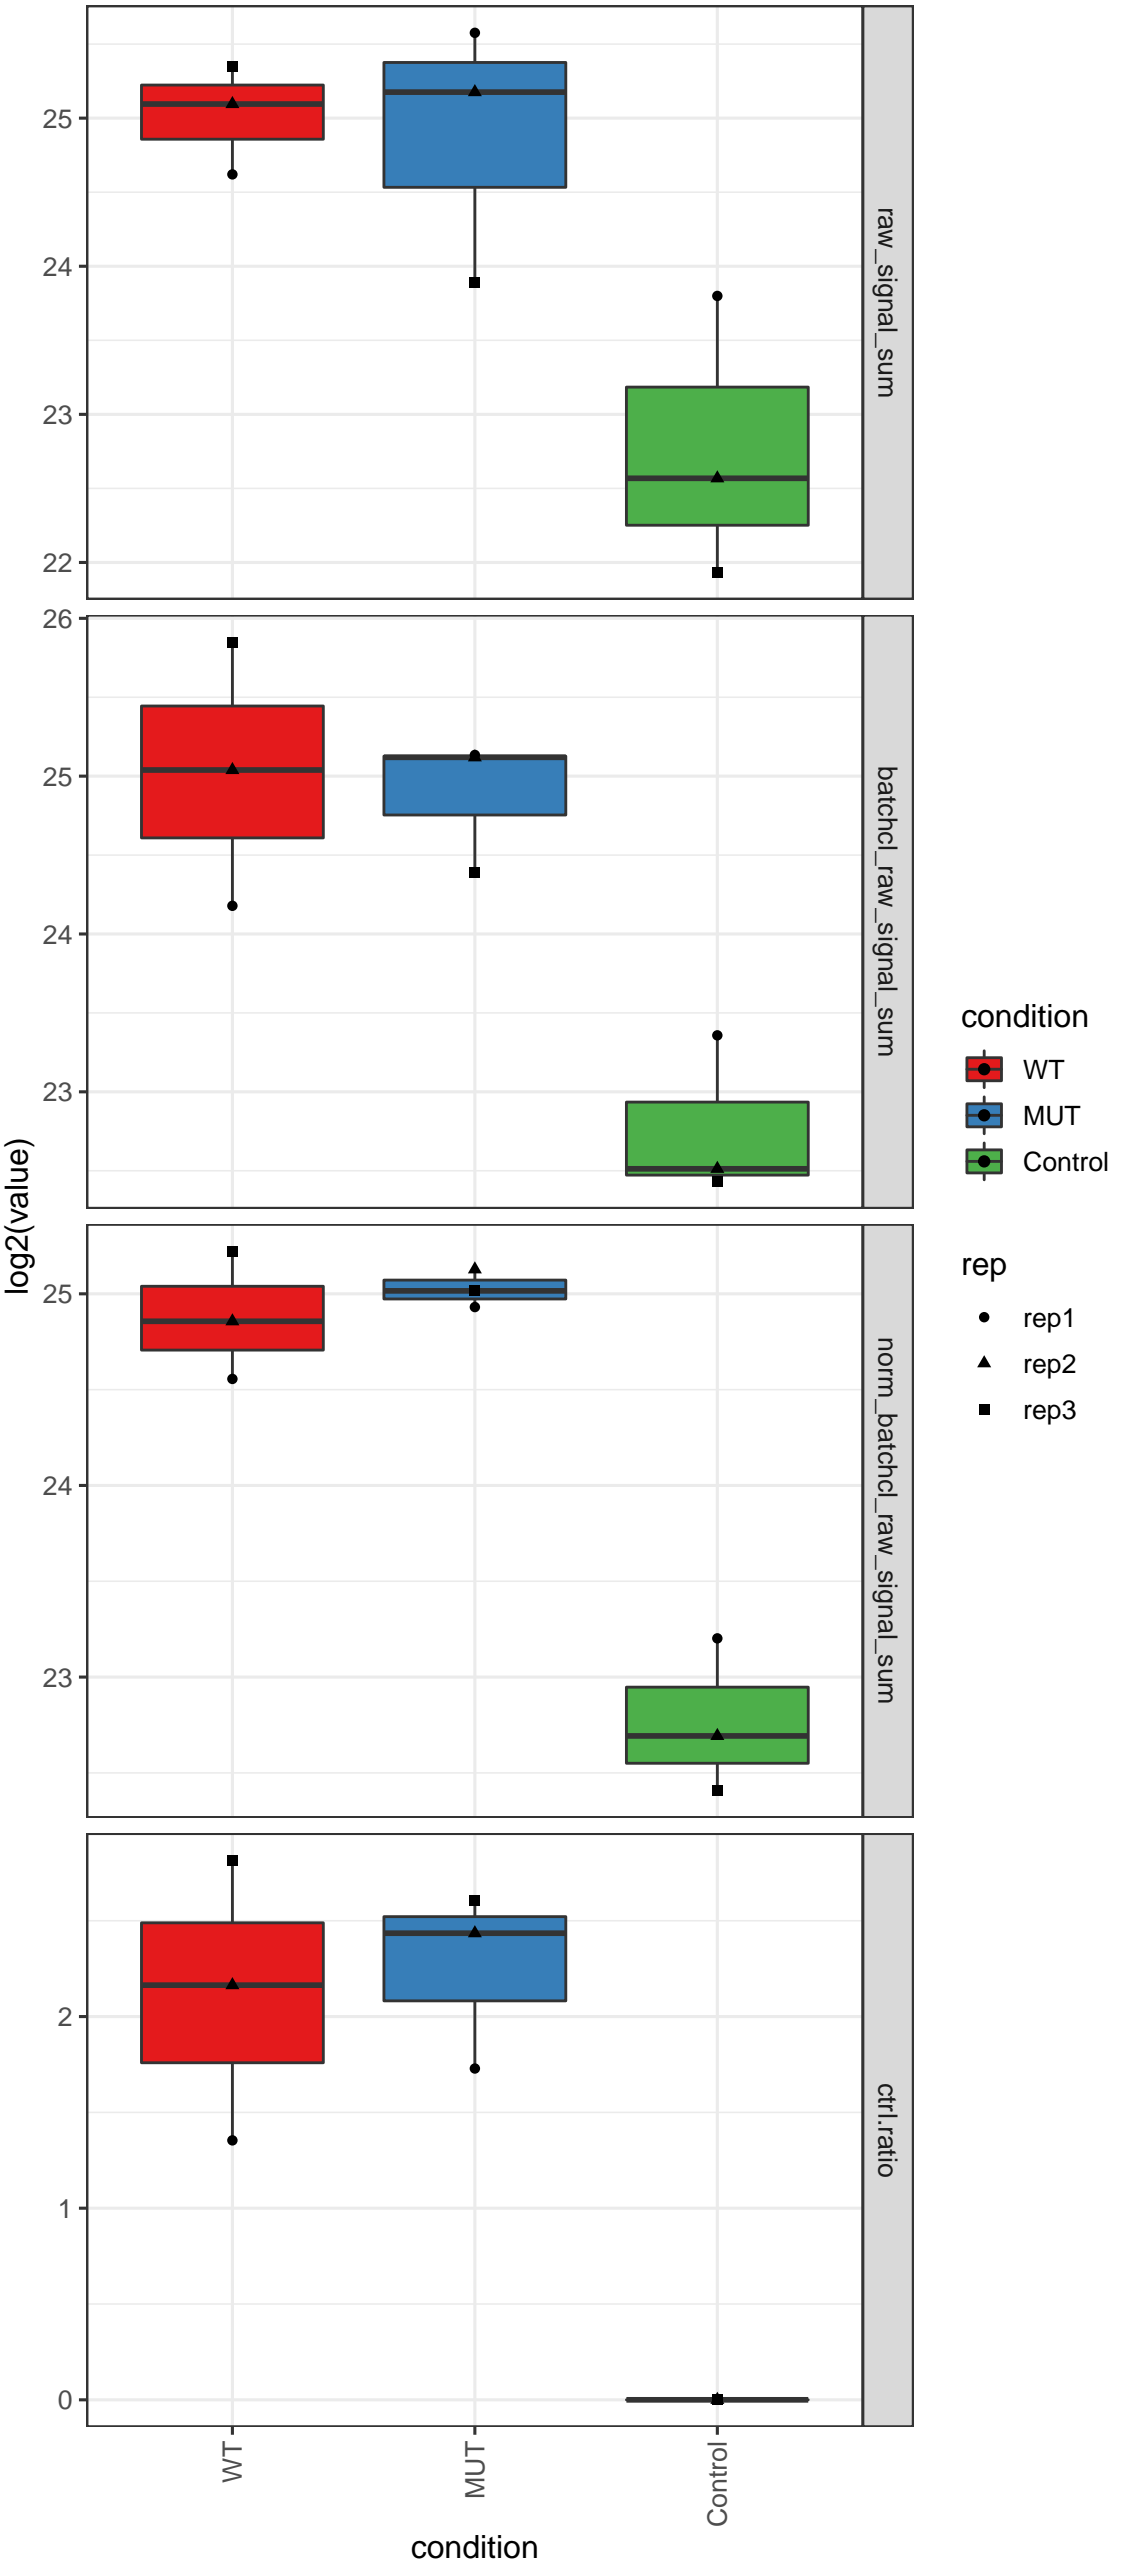 25
24
23
22
raw_signal_sum
26
25
24
23
batchcl_raw_signal_sum
25
24
23
norm_batchcl_raw_signal_sum
2
1
0
ctrl.ratio
log2(value)
WT
MUT
Control
condition
condition
WT
MUT
Control
rep
rep1
rep2
rep3